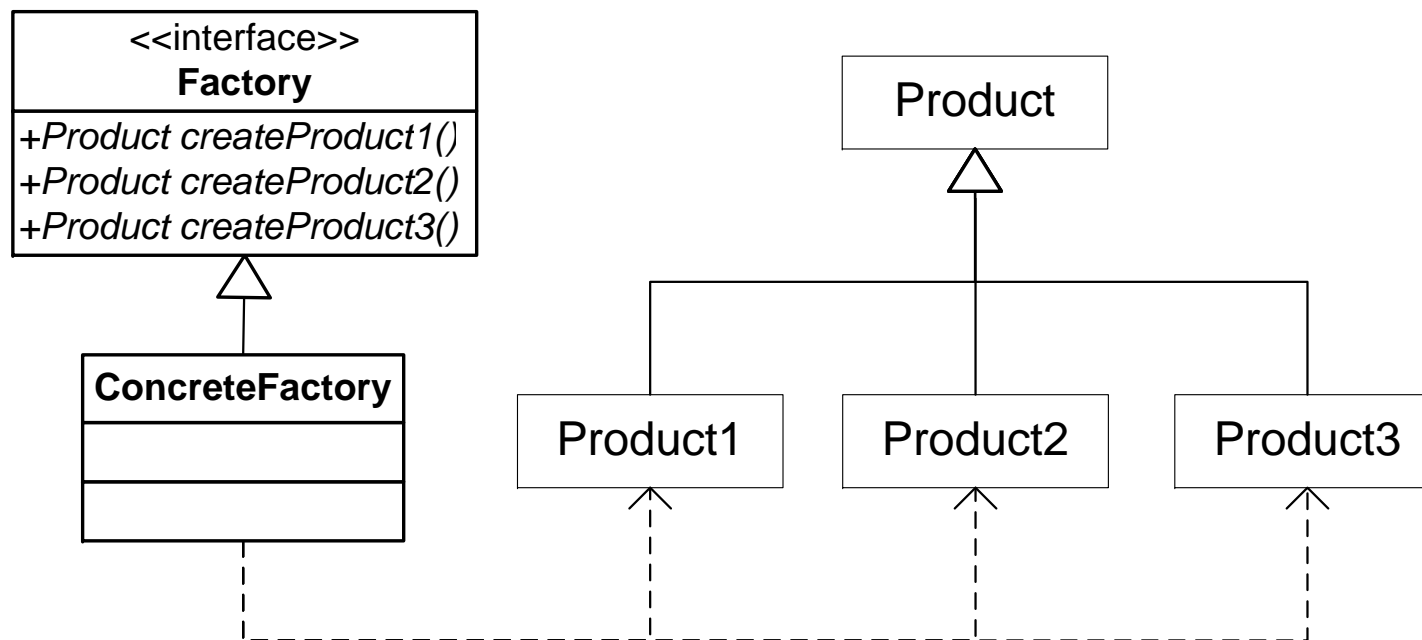 <<interface>>
Factory
+Product createProduct1()
+Product createProduct2()
+Product createProduct3()
ConcreteFactory
Product
Product1
Product2
Product3